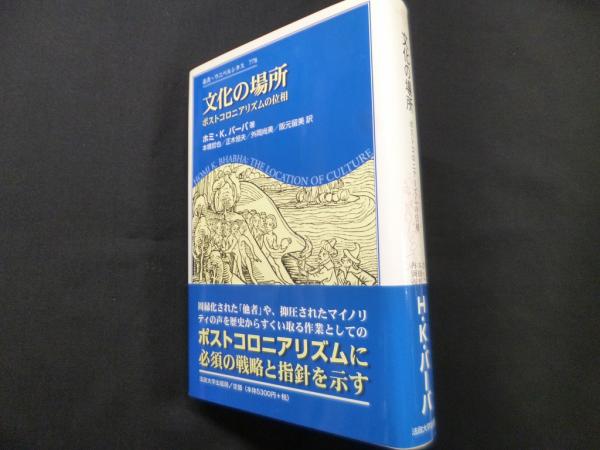 叢書・ウニベルシタス 778
文化の場所
ポストコロニアリズムの位相
ホミ・K. バーバ 著
本橋哲也／正木恒夫／外岡尚美／阪元留美 訳
HOMI K. BHABHA: THE LOCATION OF CULTURE
周縁化された「他者」や、抑圧されたマイノリ
ティの声を歴史からすくい取る作業としての
ポストコロニアリズムに
必須の戦略と指針を示す
法政大学出版局／定価（本体5300円＋税）
文化の場所
H・K・バーバ
法政大学出版局